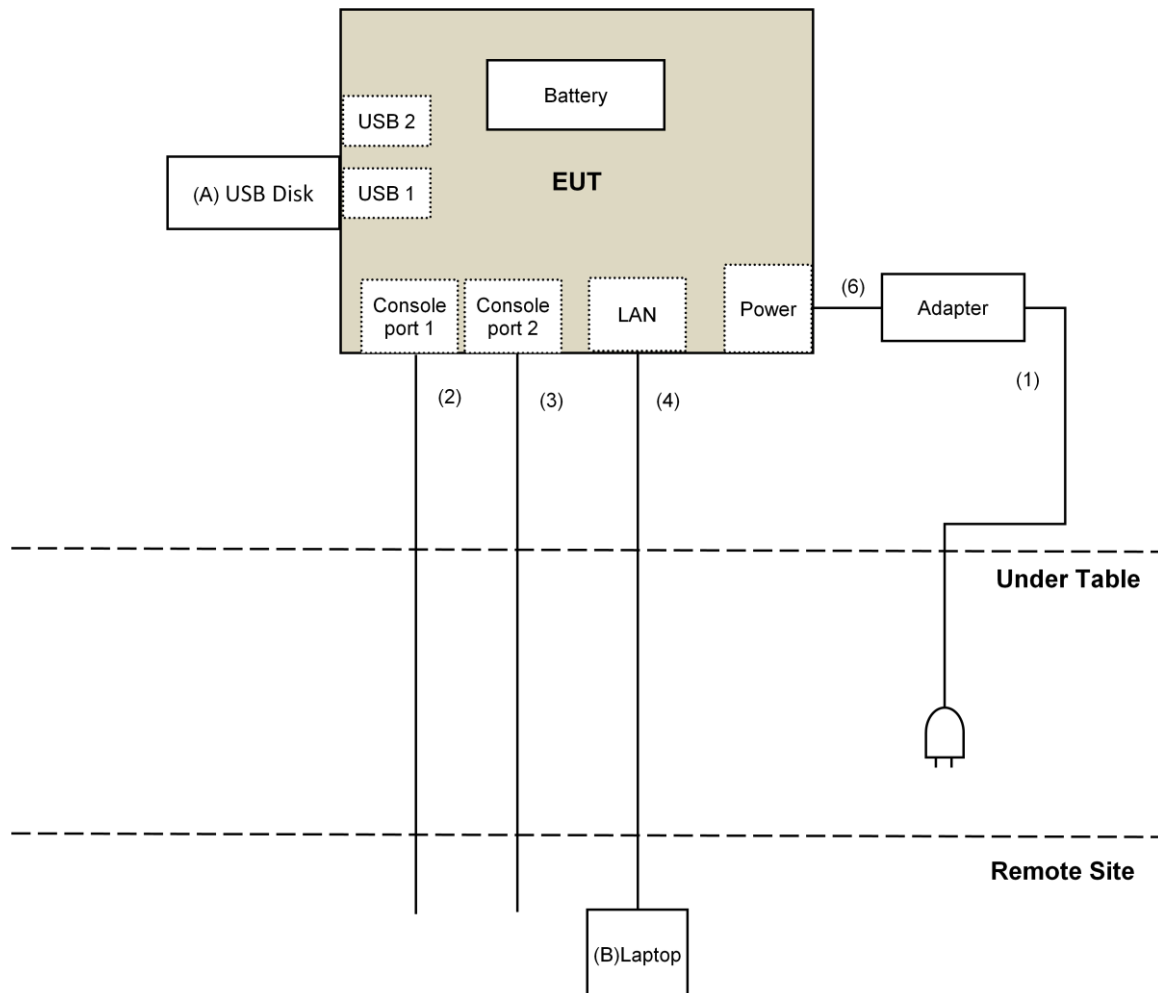 Battery
USB 2
EUT
(A) USB Disk
USB 1
Console
port 1
Console
port 2
LAN
Power
(6)
Adapter
(1)
(2)
(3)
(4)
Under Table
Remote Site
(B)Laptop